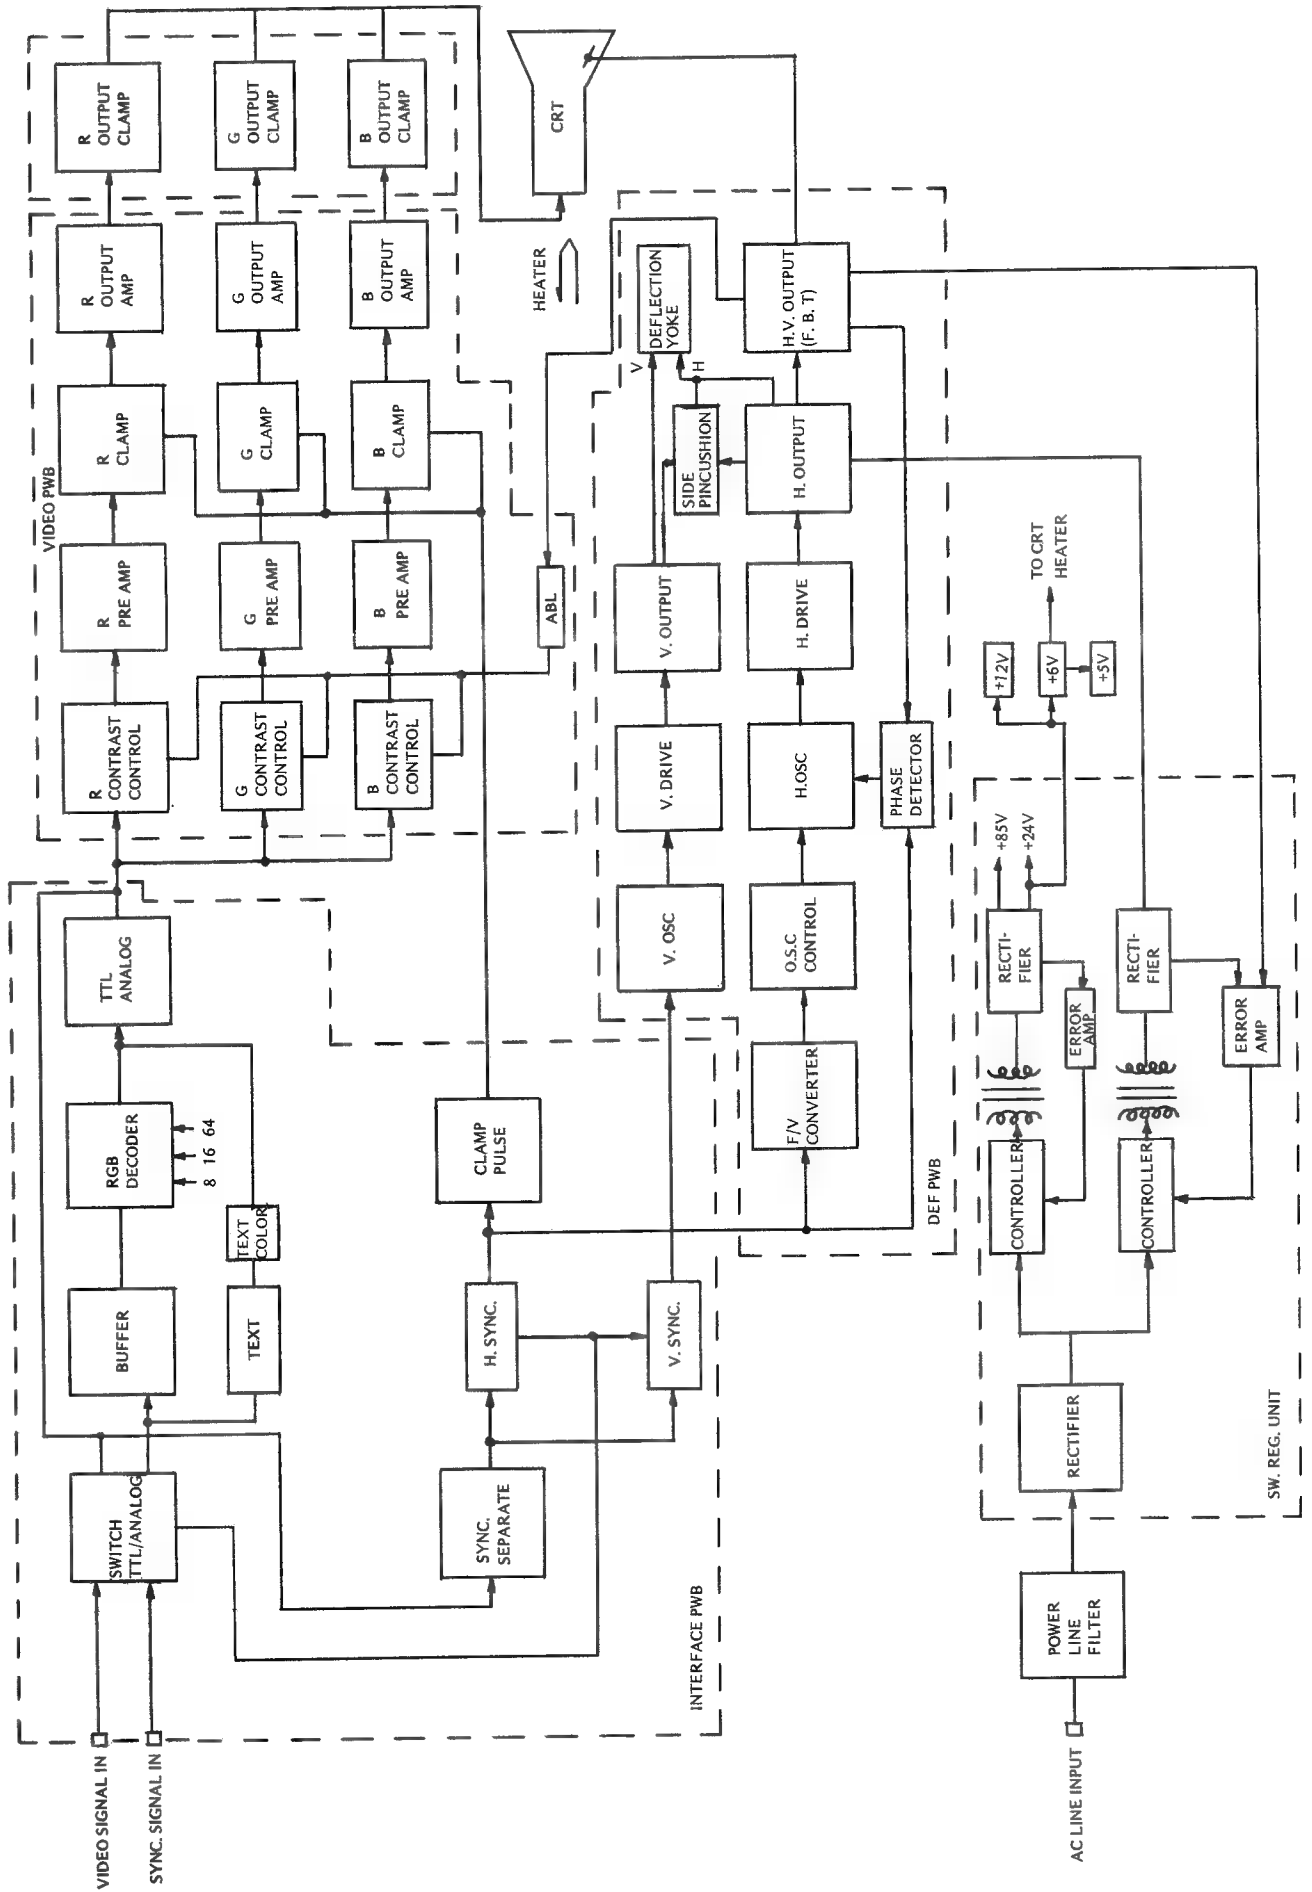 VIDEO SIGNAL IN
SYNC. SIGNAL IN
SWITCH
TTL/ANALOG
BUFFER
TEXT
TEXT
COLOR
RGB
DECODER
8 16 64
TTL
ANALOG
SYNC.
SEPARATE
H. SYNC.
V. SYNC.
CLAMP
PULSE
INTERFACE PWB
VIDEO PWB
R
CONTRAST
CONTROL
R
PRE AMP
R
CLAMP
R
OUTPUT
AMP
R
OUTPUT
CLAMP
G
CONTRAST
CONTROL
G
PRE AMP
G
CLAMP
G
OUTPUT
AMP
G
OUTPUT
CLAMP
B
CONTRAST
CONTROL
B
PRE AMP
B
CLAMP
B
OUTPUT
AMP
B
OUTPUT
CLAMP
ABL
HEATER
CRT
V. OSC
V. DRIVE
V. OUTPUT
V
DEFLECTION
YOKE
H
SIDE
PINCUSHION
F/V
CONVERTER
O.S.C
CONTROL
H.OSC
H. DRIVE
H. OUTPUT
H.V. OUTPUT
(F. B. T)
PHASE
DETECTOR
DEF PWB
AC LINE INPUT
POWER
LINE
FILTER
RECTIFIER
CONTROLLER
CONTROLLER
RECTI-
FIER
RECTI-
FIER
ERROR
AMP
ERROR
AMP
+85V
+24V
+12V
+6V
+5V
TO CRT
HEATER
SW. REG. UNIT